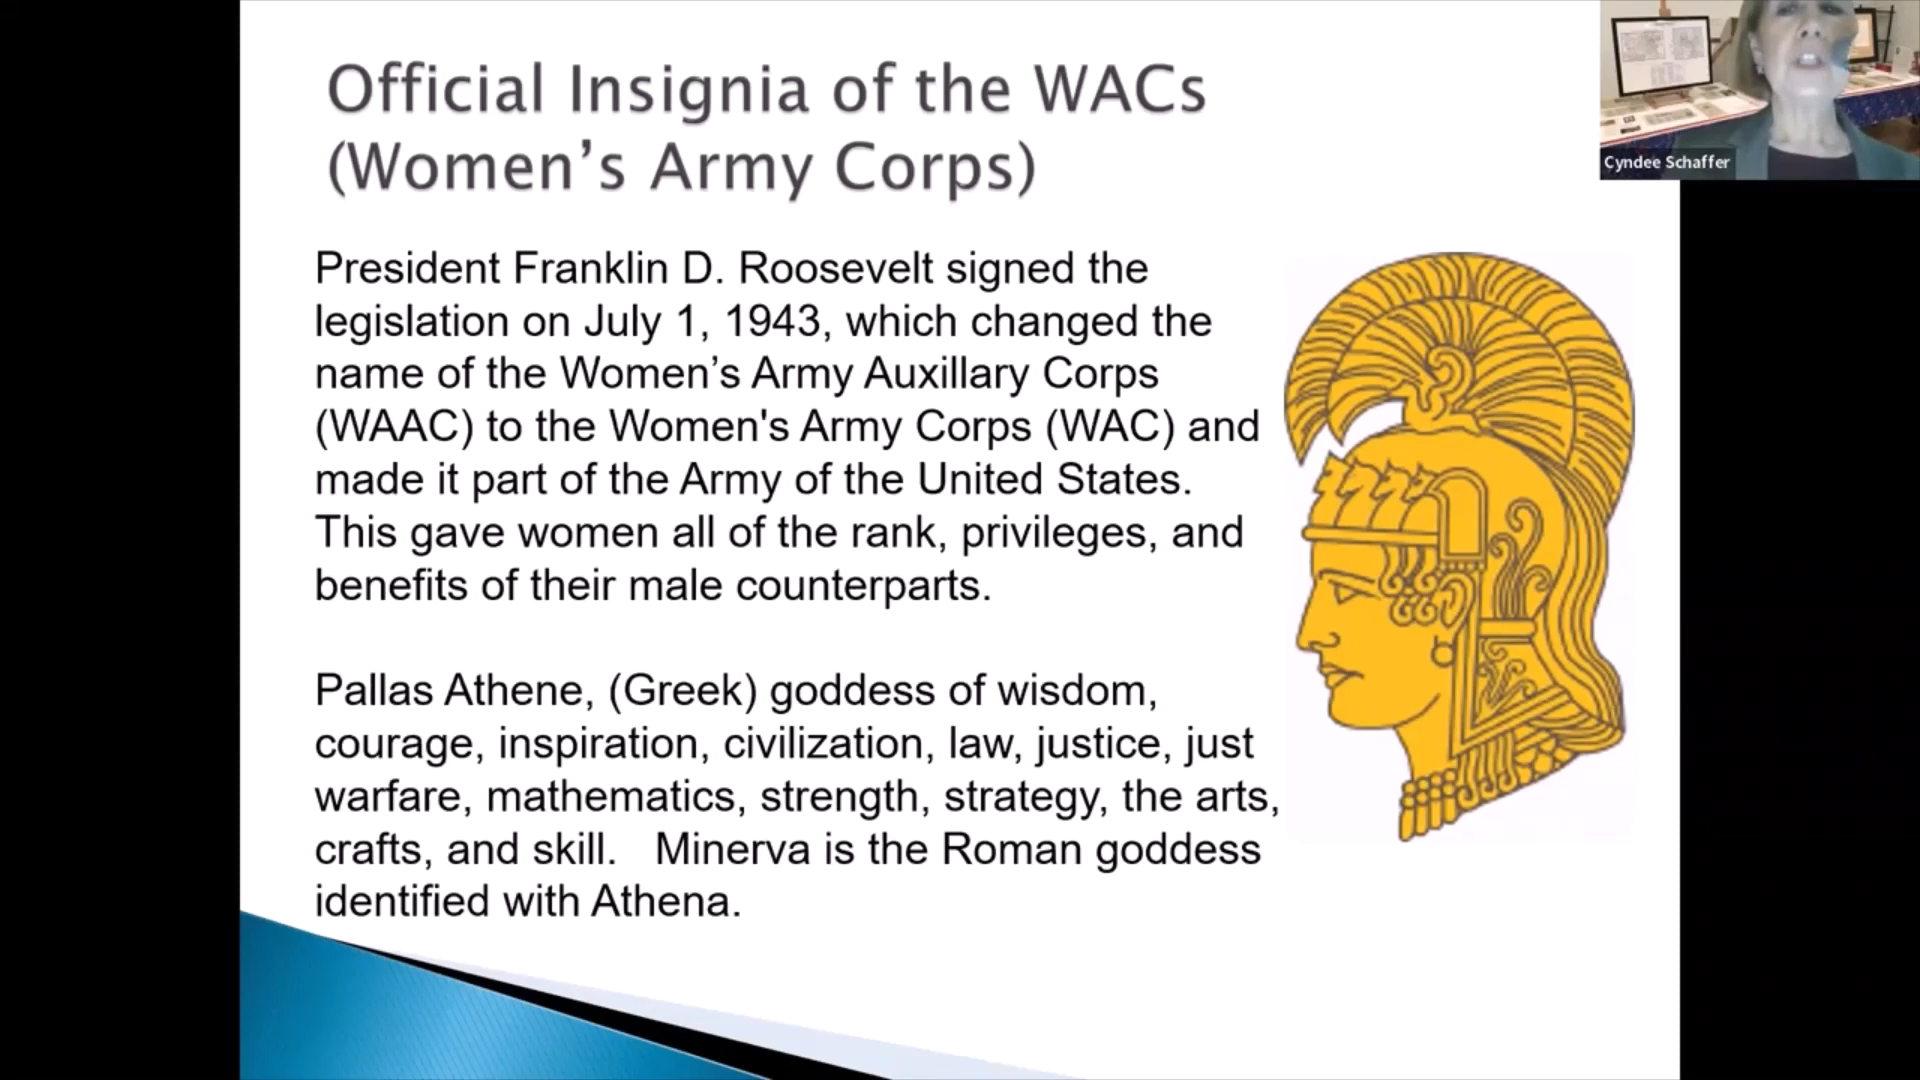 Official Insignia of the WACs
(Women’s Army Corps)
President Franklin D. Roosevelt signed the
legislation on July 1, 1943, which changed the
name of the Women’s Army Auxillary Corps
(WAAC) to the Women's Army Corps (WAC) and
made it part of the Army of the United States.
This gave women all of the rank, privileges, and
benefits of their male counterparts.
Pallas Athene, (Greek) goddess of wisdom,
courage, inspiration, civilization, law, justice, just
warfare, mathematics, strength, strategy, the arts,
crafts, and skill.   Minerva is the Roman goddess
identified with Athena.
Cyndee Schaffer